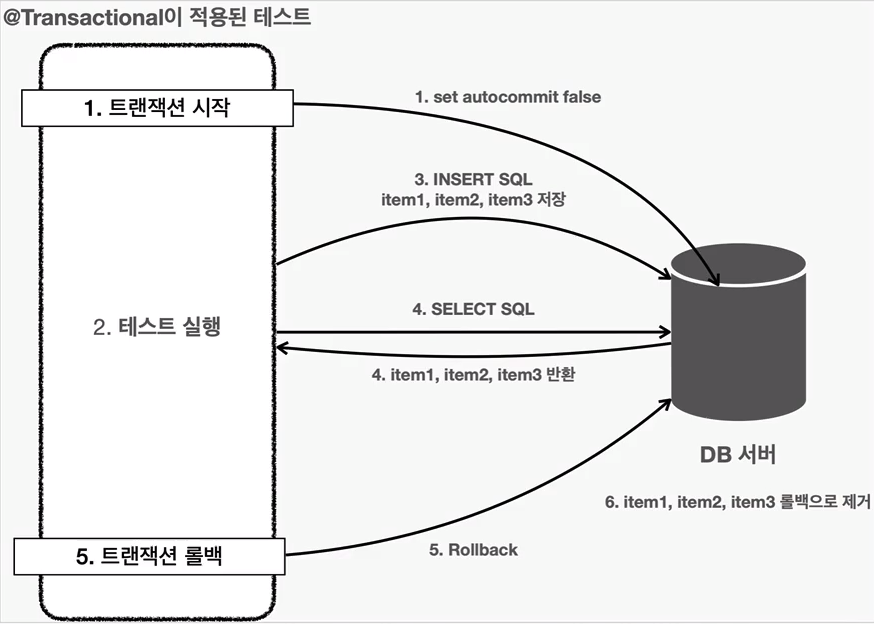 @Transactional이 적용된 테스트
1. 트랜잭션 시작
1. set autocommit false
3. INSERT SQL
item1, item2, item3 저장
2. 테스트 실행
4. SELECT SQL
4. item1, item2, item3 반환
DB 서버
6. item1, item2, item3 롤백으로 제거
5. 트랜잭션 롤백
5. Rollback